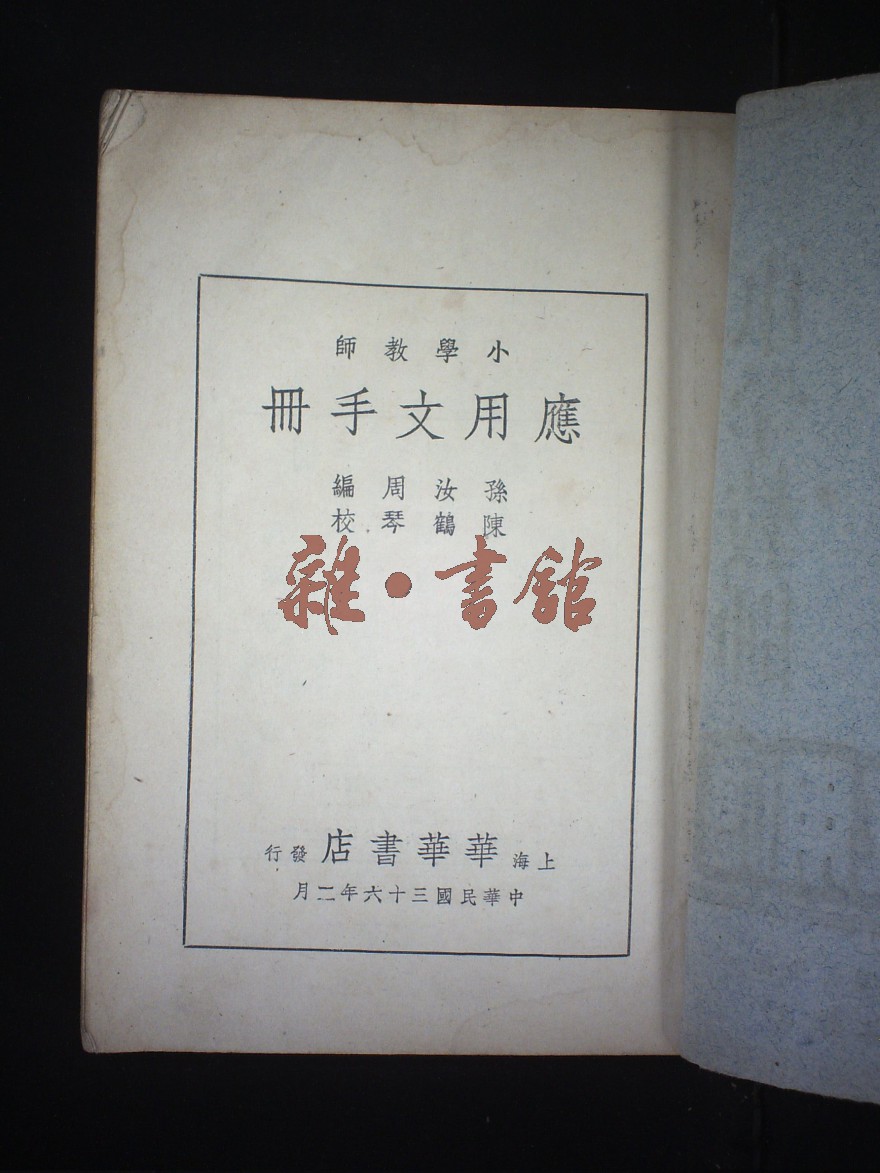 小學教師
應用文手冊
孫汝周編
陳鶴琴校
雜·書館
上海華華書店發行
中華民國三十六年二月